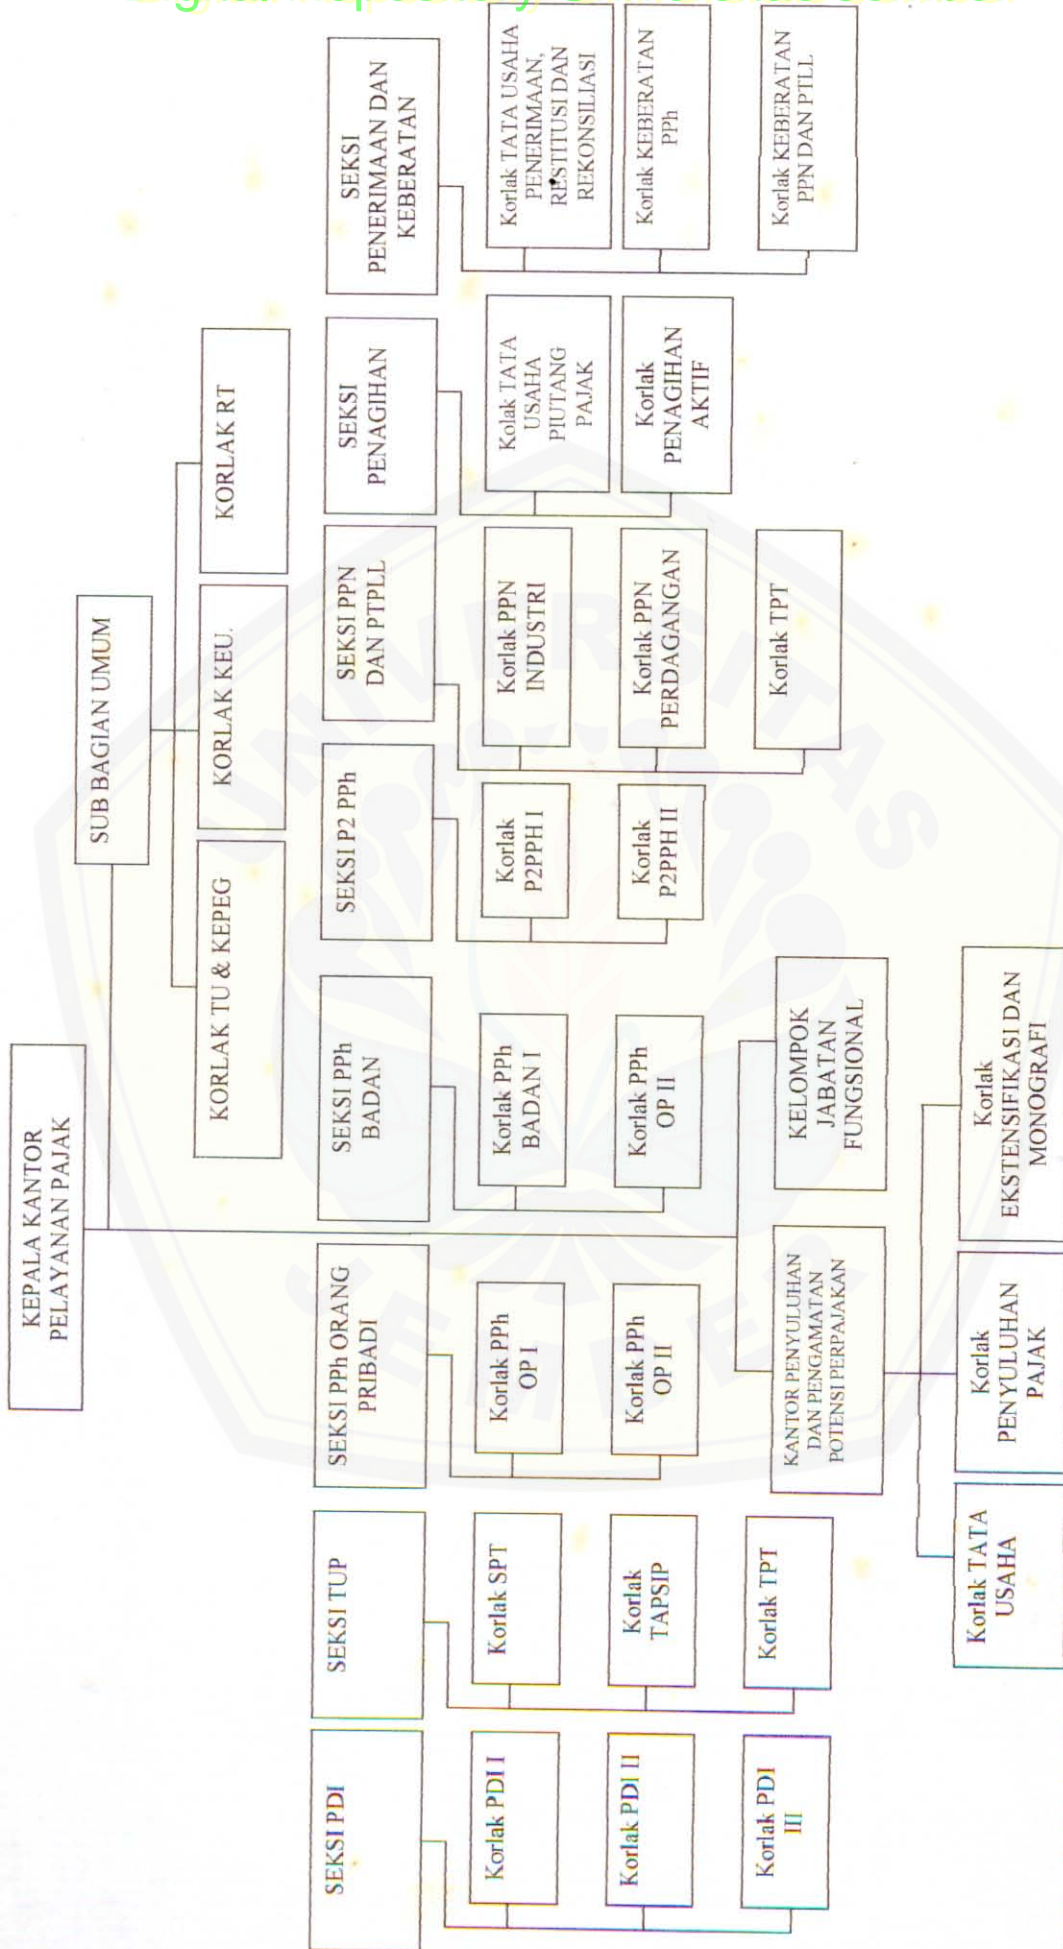 KEPALA KANTOR
PELAYANAN PAJAK
SUB BAGIAN UMUM
KORLAK TU & KEPEG
KORLAK KEU.
KORLAK RT
SEKSI PDI
Korlak PDI I
Korlak PDI II
Korlak PDI
III
SEKSI TUP
Korlak SPT
Korlak
TAPSIP
Korlak TPT
SEKSI PPh ORANG
PRIBADI
Korlak PPh
OP I
Korlak PPh
OP II
SEKSI PPh
BADAN
Korlak PPh
BADAN I
Korlak PPh
OP II
SEKSI P2 PPh
Korlak
P2PPH I
Korlak
P2PPH II
SEKSI PPN
DAN PTPLL
Korlak PPN
INDUSTRI
Korlak PPN
PERDAGANGAN
Korlak TPT
SEKSI
PENAGIHAN
Kolak TATA
USAHA
PIUTANG
PAJAK
Korlak
PENAGIHAN
AKTIF
SEKSI
PENERIMAAN DAN
KEBERATAN
Korlak TATA USAHA
PENERIMAAN,
RESTITUSI DAN
REKONSILIASI
Korlak KEBERATAN
PPh
Korlak KEBERATAN
PPN DAN PTLL
KANTOR PENYULUHAN
DAN PENGAMATAN
POTENSI PERPAJAKAN
KELOMPOK
JABATAN
FUNGSIONAL
Korlak TATA
USAHA
Korlak
PENYULUHAN
PAJAK
Korlak
EKSTENSIFIKASI DAN
MONOGRAFI
UNIVERSITAS
JEMBER